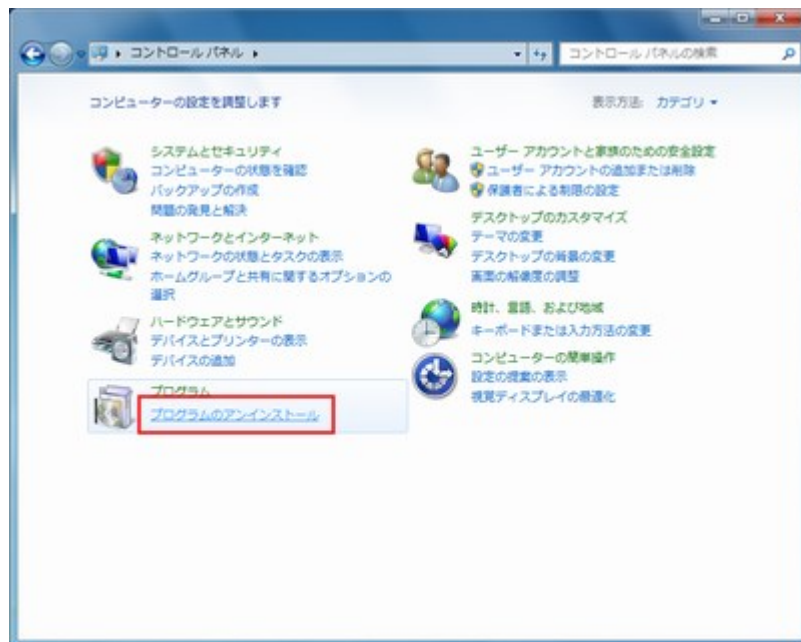 コントロール パネル
コントロール パネルの検索
コンピューターの設定を調整します
表示方法: カテゴリ
システムとセキュリティ
コンピューターの状態を確認
バックアップの作成
問題の発見と解決
ネットワークとインターネット
ネットワークの状態とタスクの表示
ホームグループと共有に関するオプションの
選択
ハードウェアとサウンド
デバイスとプリンターの表示
デバイスの追加
プログラム
プログラムのアンインストール
ユーザー アカウントと家族のための安全設定
ユーザー アカウントの追加または削除
保護者による制限の設定
デスクトップのカスタマイズ
テーマの変更
デスクトップの背景の変更
画面の解像度の調整
時計、言語、および地域
キーボードまたは入力方法の変更
コンピューターの簡単操作
設定の提案の表示
視覚ディスプレイの最適化